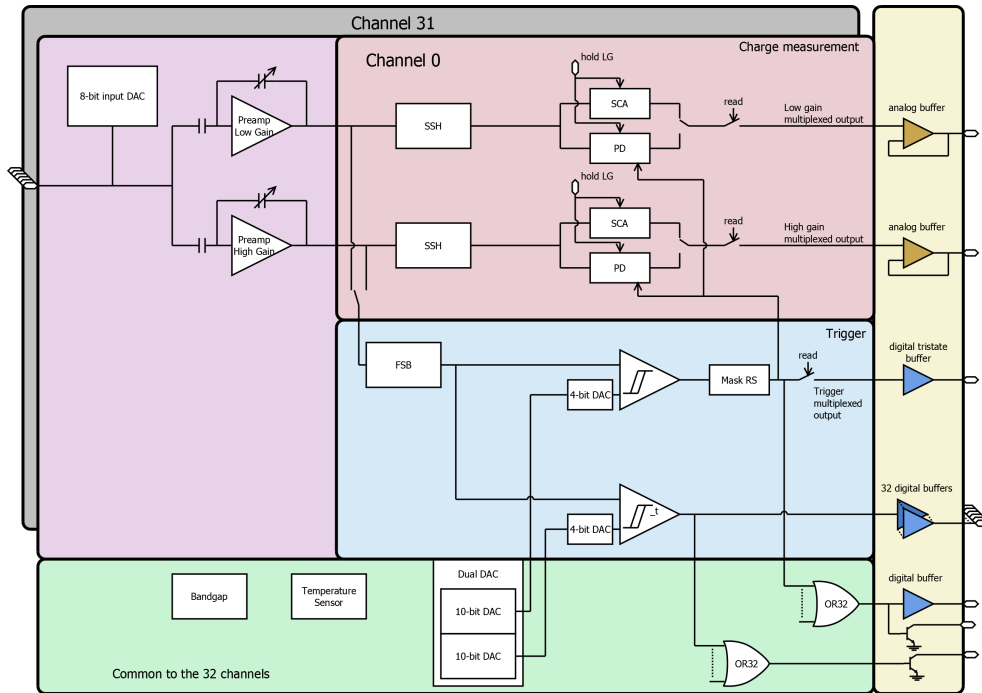 Channel 31
Channel 0
Charge measurement
8-bit input DAC
Preamp
Low Gain
SSH
hold LG
SCA
PD
read
Low gain
multiplexed output
analog buffer
Preamp
High Gain
SSH
hold LG
SCA
PD
read
High gain
multiplexed output
analog buffer
Trigger
FSB
4-bit DAC
Mask RS
read
Trigger
multiplexed
output
digital tristate
buffer
4-bit DAC
_t
32 digital buffers
Bandgap
Temperature
Sensor
Dual DAC
10-bit DAC
10-bit DAC
OR32
digital buffer
OR32
Common to the 32 channels